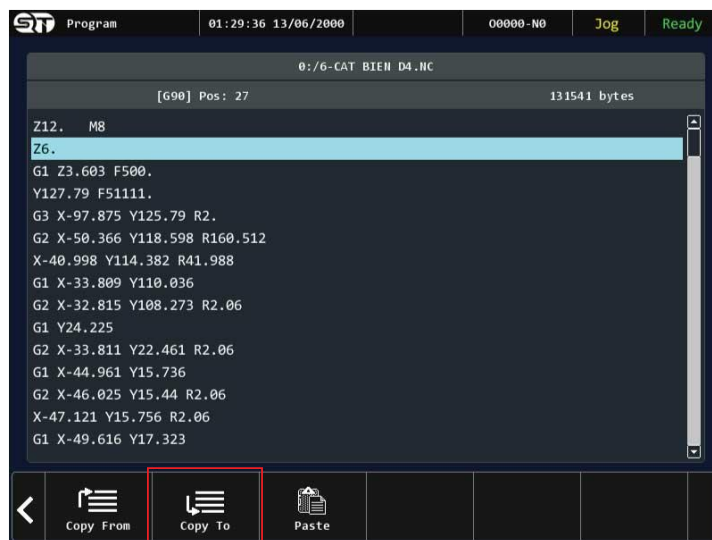 SNT Program 01:29:36 13/06/2000 O0000-N0 Jog Ready
0:/6-CAT BIEN D4.NC
[G90] Pos: 27 131541 bytes
Z12. M8
Z6.
G1 Z3.603 F500.
Y127.79 F51111.
G3 X-97.875 Y125.79 R2.
G2 X-50.366 Y118.598 R160.512
X-40.998 Y114.382 R41.988
G1 X-33.809 Y110.036
G2 X-32.815 Y108.273 R2.06
G1 Y24.225
G2 X-33.811 Y22.461 R2.06
G1 X-44.961 Y15.736
G2 X-46.025 Y15.44 R2.06
X-47.121 Y15.756 R2.06
G1 X-49.616 Y17.323
Copy From Copy To Paste